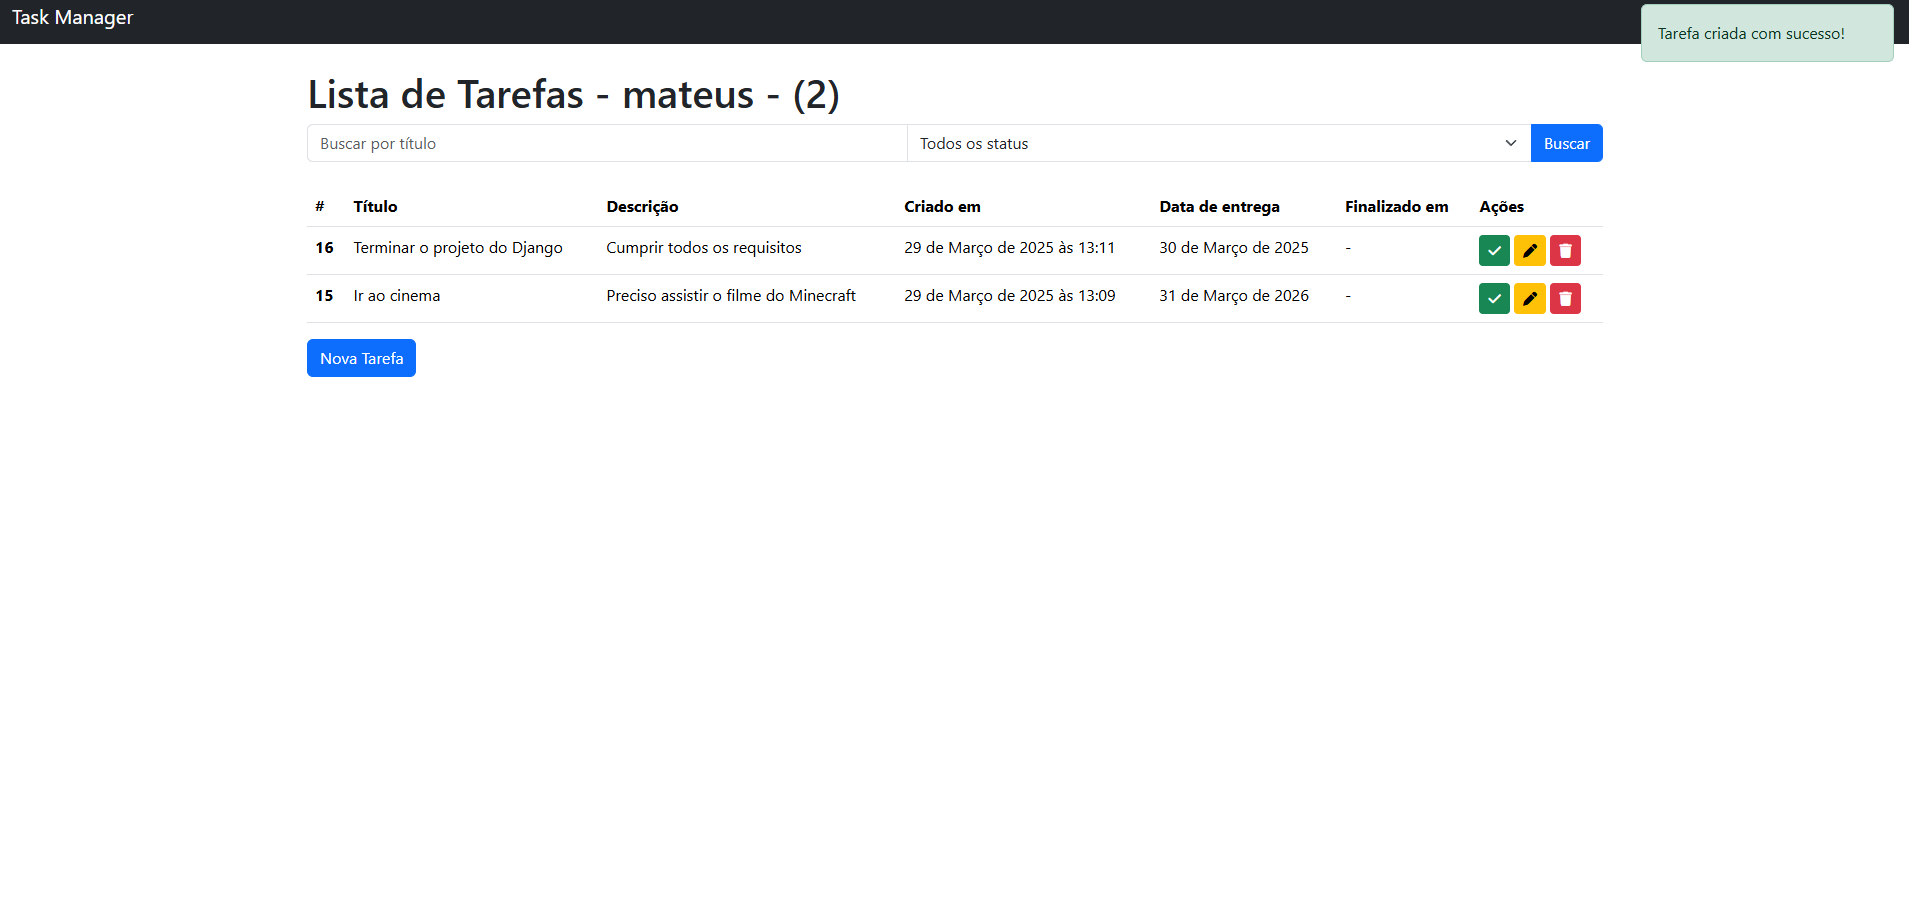 Task Manager
Tarefa criada com sucesso!
Lista de Tarefas - mateus - (2)
Buscar por título Todos os status Buscar
# Título Descrição Criado em Data de entrega Finalizado em Ações
16 Terminar o projeto do Django Cumprir todos os requisitos 29 de Março de 2025 às 13:11 30 de Março de 2025 -
15 Ir ao cinema Preciso assistir o filme do Minecraft 29 de Março de 2025 às 13:09 31 de Março de 2026 -
Nova Tarefa